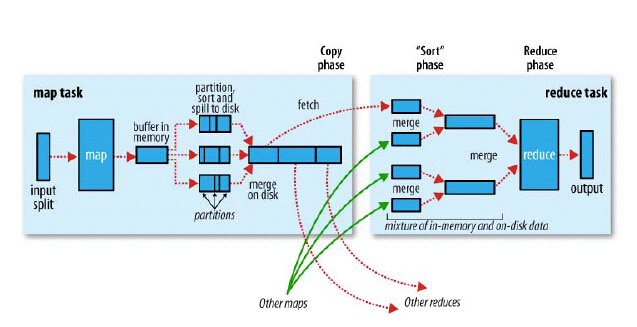 Copy
phase
"Sort"
phase
Reduce
phase
map task
partition,
sort and
spill to disk
fetch
reduce task
buffer in
memory
map
input
split
merge
on disk
partitions
merge
merge
merge
reduce
output
mixture of in-memory and on-disk data
Other maps
Other reduces